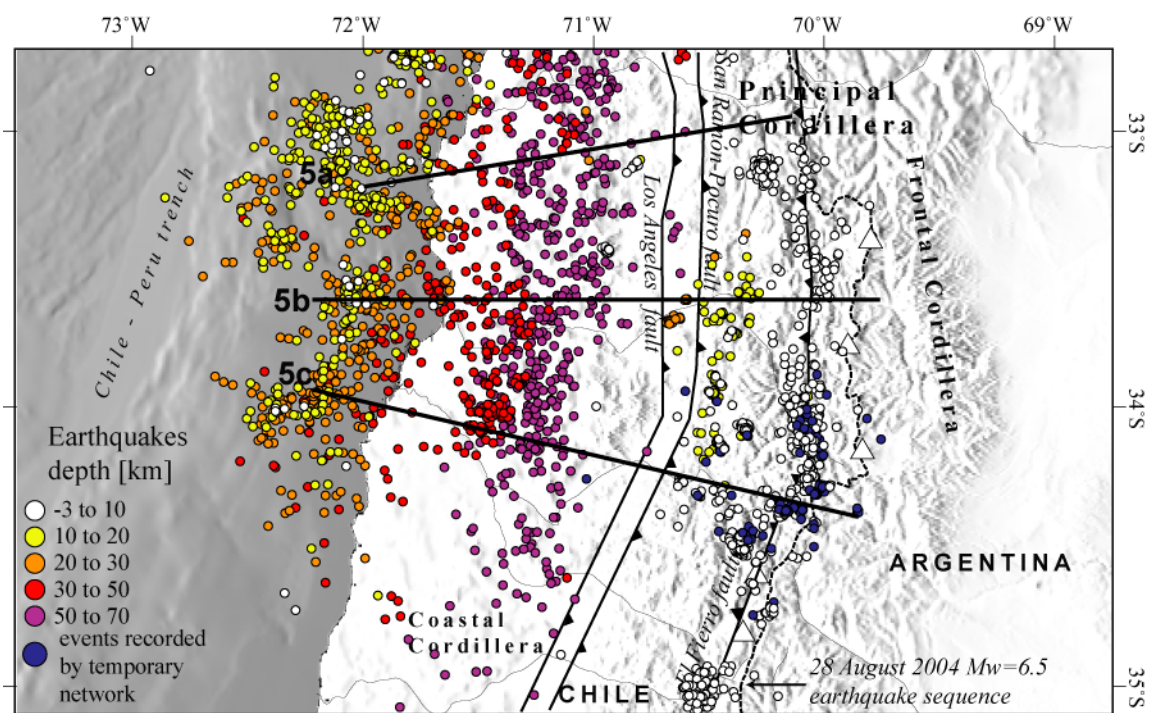 73°W 72°W 71°W 70°W 69°W
Principal
Cordillera
33°S
San Ramón-Pocuro fault
5a
Los Angeles
fault
Frontal Cordillera
Chile - Peru trench
5b
5c
34°S
Earthquakes
depth [km]
-3 to 10
10 to 20
20 to 30
30 to 50
50 to 70
events recorded
by temporary
network
ARGENTINA
Coastal
Cordillera
Fierro fault
28 August 2004 Mw=6.5
earthquake sequence
CHILE
35°S